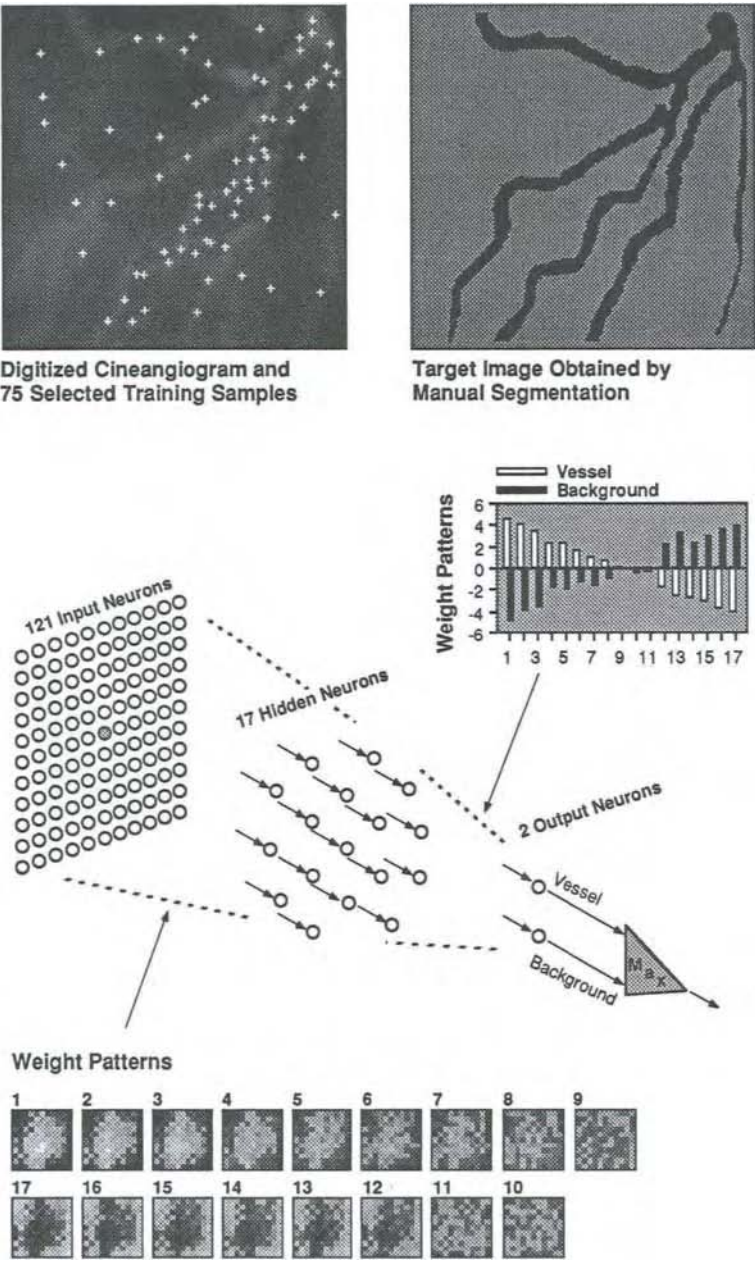 Digitized Cineangiogram and
75 Selected Training Samples
Target Image Obtained by
Manual Segmentation
Vessel
Background
Weight Patterns
6
4
2
0
-2
-4
-6
1 3 5 7 9 11 13 15 17
121 Input Neurons
17 Hidden Neurons
2 Output Neurons
Vessel
Background
Max
Weight Patterns
1 2 3 4 5 6 7 8 9
17 16 15 14 13 12 11 10